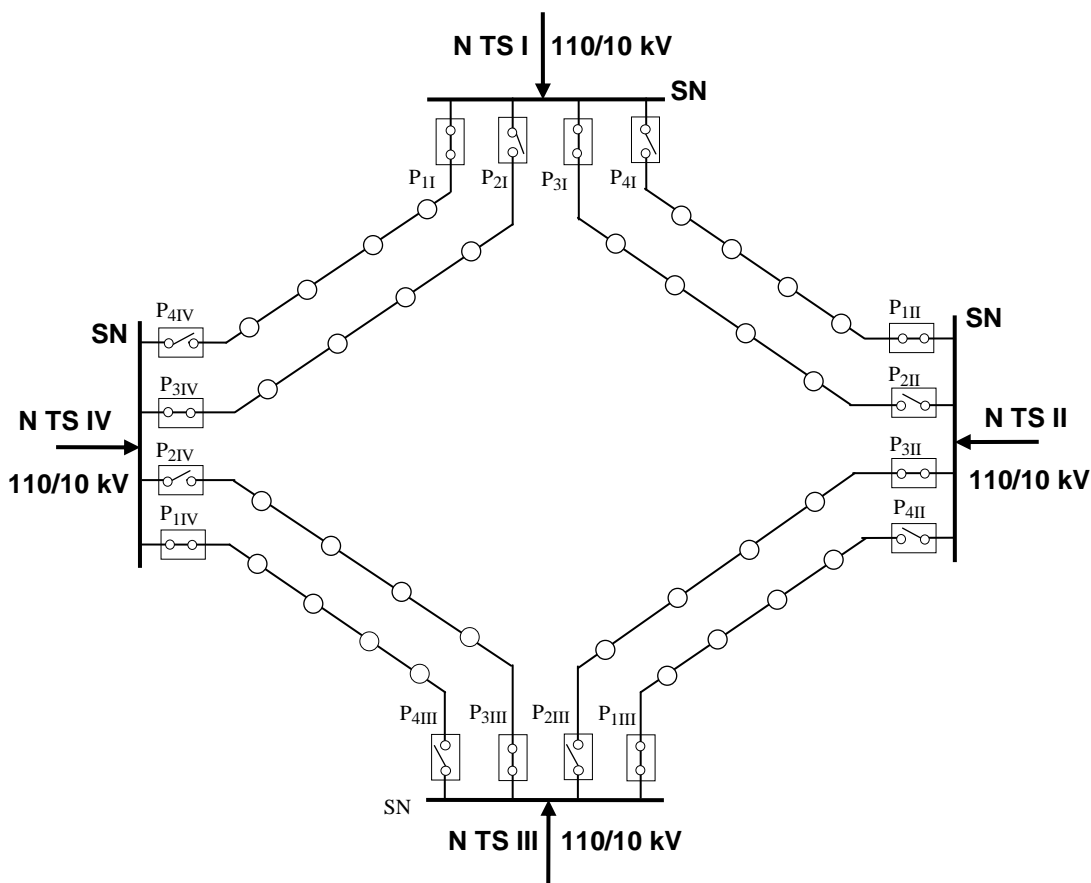 N TS I 110/10 kV
SN
P1I P2I P3I P4I
P4IV
SN
P3IV
N TS IV
P2IV
110/10 kV
P1IV
P1II
SN
P2II
N TS II
P3II
110/10 kV
P4II
P4III P3III P2III P1III
SN
N TS III 110/10 kV